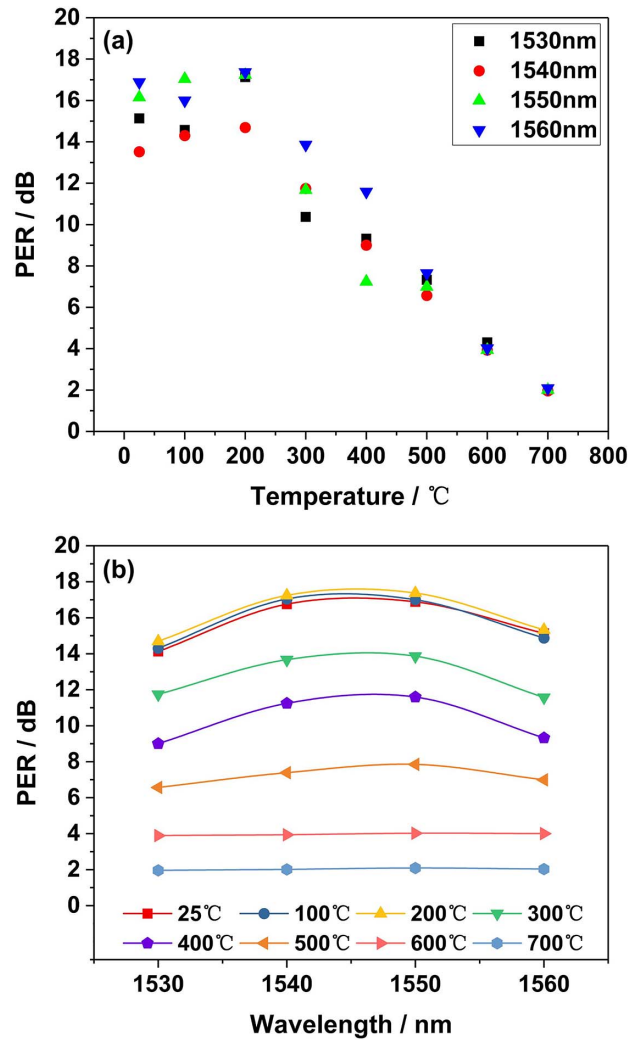 (a)
1530nm
1540nm
1550nm
1560nm
20
18
16
14
12
10
8
6
4
2
0
PER / dB
0 100 200 300 400 500 600 700 800
Temperature / ℃
(b)
20
18
16
14
12
10
8
6
4
2
0
PER / dB
25℃ 100℃ 200℃ 300℃
400℃ 500℃ 600℃ 700℃
1530 1540 1550 1560
Wavelength / nm